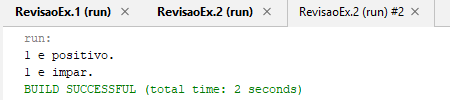 RevisaoEx.1 (run) × RevisaoEx.2 (run) × RevisaoEx.2 (run) #2 ×
run:
1 e positivo.
1 e impar.
BUILD SUCCESSFUL (total time: 2 seconds)